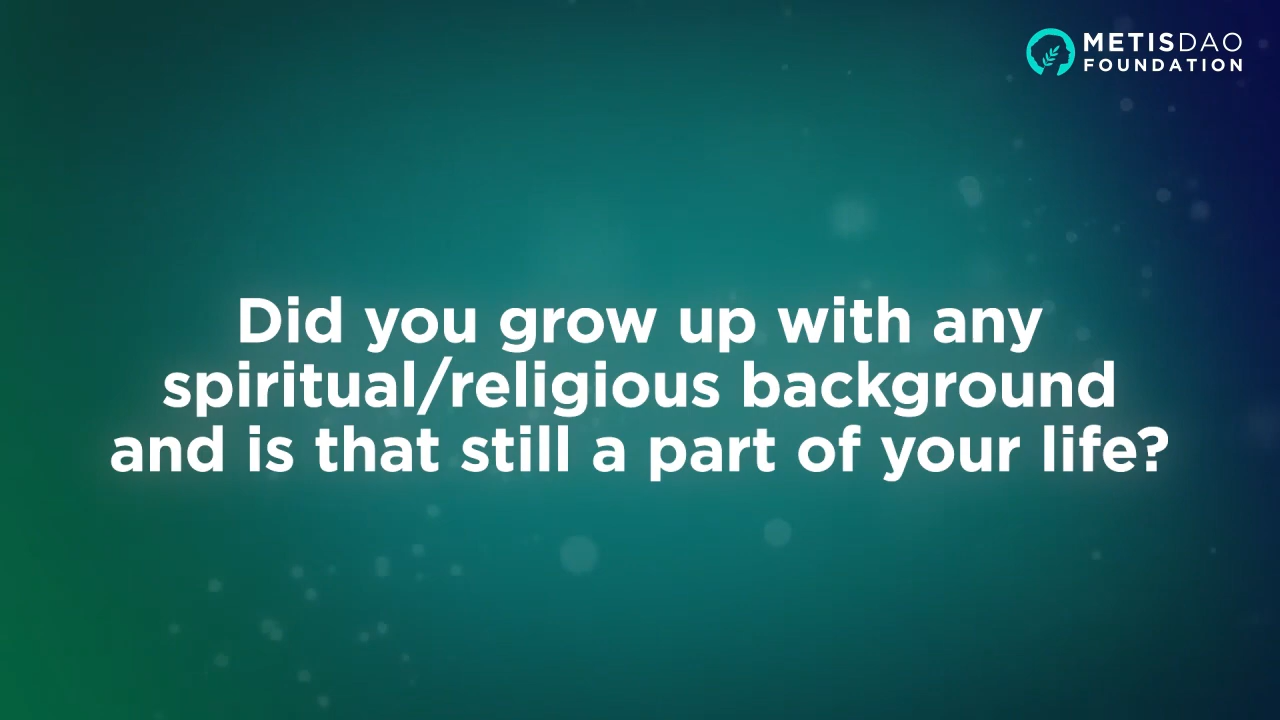 METISDAO
FOUNDATION
Did you grow up with any
spiritual/religious background
and is that still a part of your life?